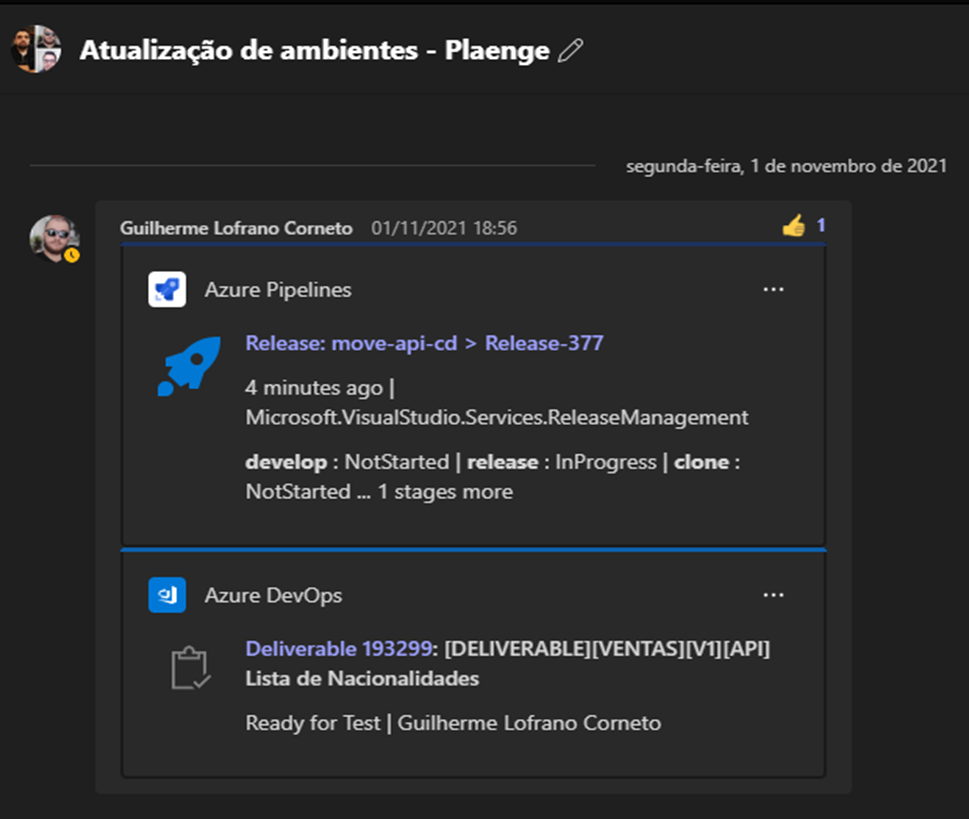 Atualização de ambientes - Plaenge
segunda-feira, 1 de novembro de 2021
Guilherme Lofrano Corneto 01/11/2021 18:56 👍 1
Azure Pipelines ...
Release: move-api-cd > Release-377
4 minutes ago |
Microsoft.VisualStudio.Services.ReleaseManagement
develop : NotStarted | release : InProgress | clone :
NotStarted ... 1 stages more
Azure DevOps ...
Deliverable 193299: [DELIVERABLE][VENTAS][V1][API]
Lista de Nacionalidades
Ready for Test | Guilherme Lofrano Corneto